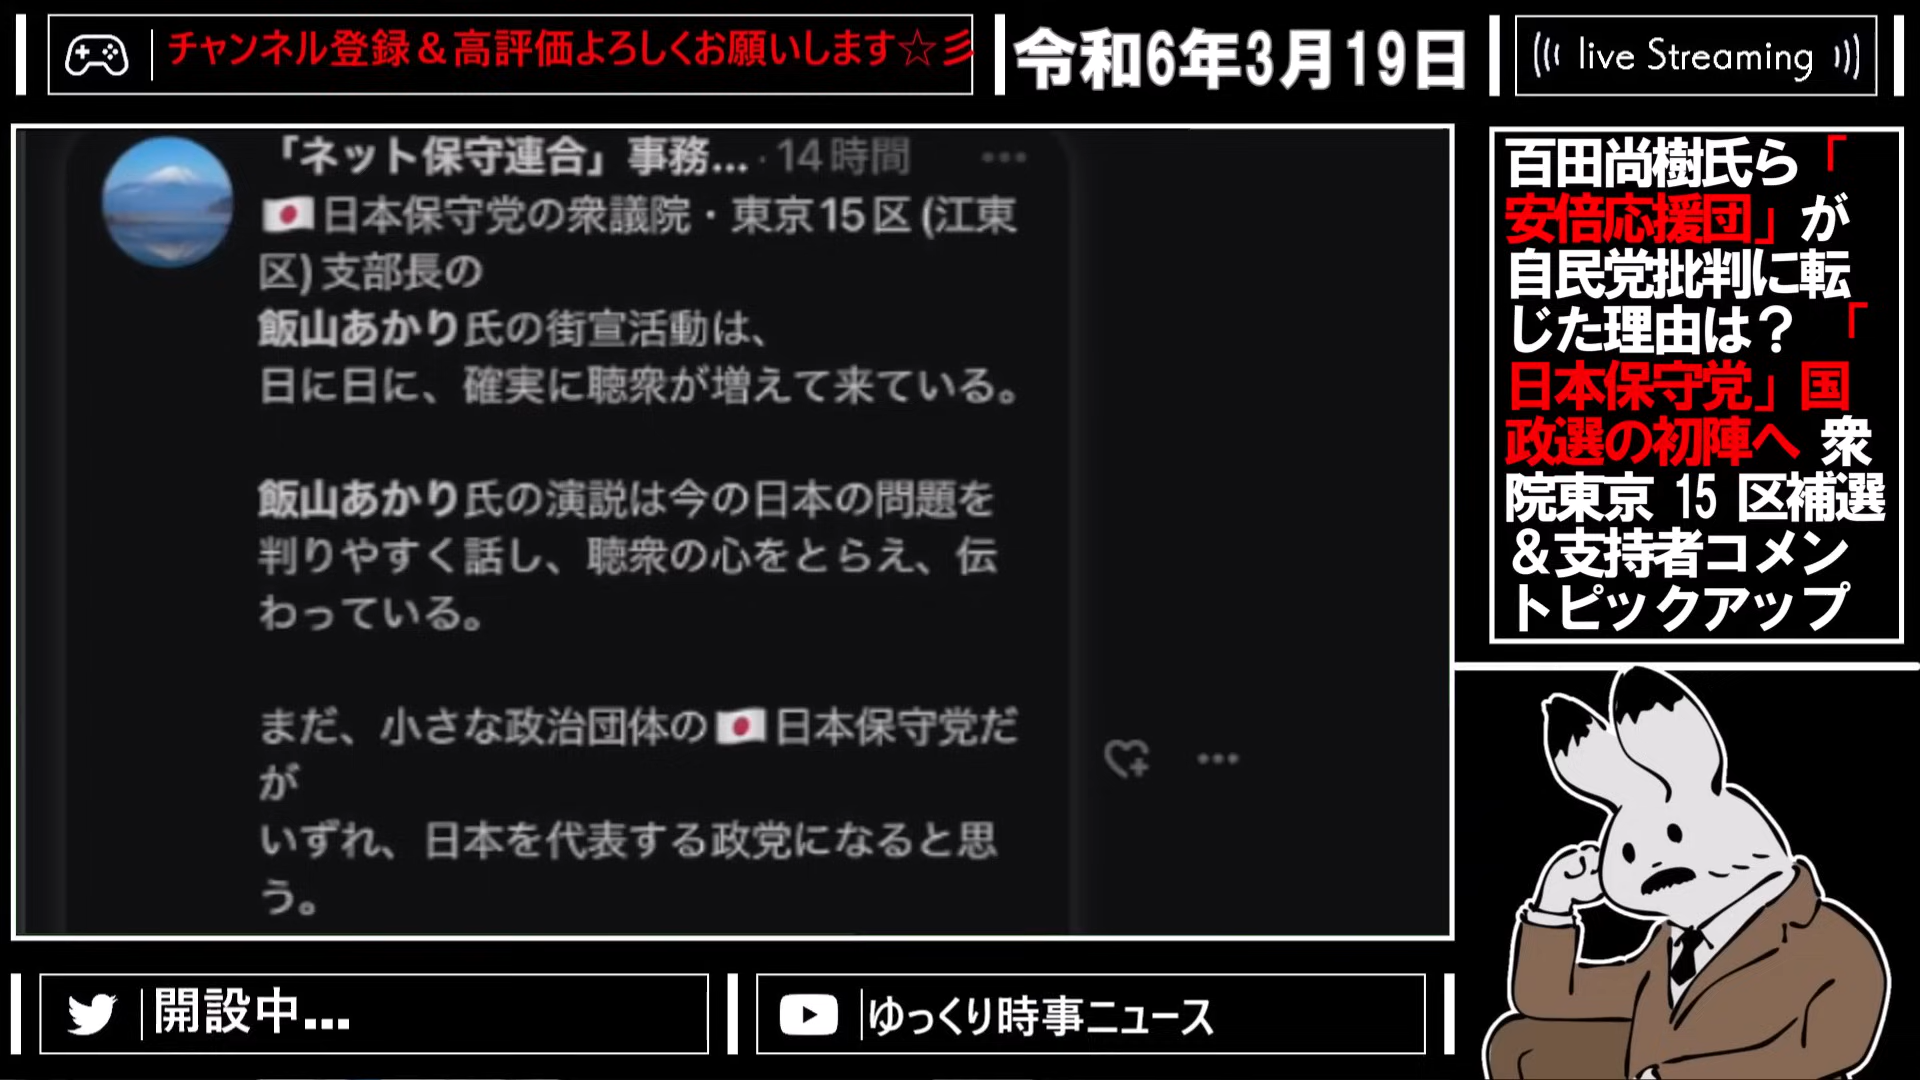 チャンネル登録＆高評価よろしくお願いします☆彡
令和6年3月19日
live Streaming
「ネット保守連合」事務... · 14時間
🇯🇵日本保守党の衆議院・東京15区(江東
区)支部長の
飯山あかり氏の街宣活動は、
日に日に、確実に聴衆が増えて来ている。
飯山あかり氏の演説は今の日本の問題を
判りやすく話し、聴衆の心をとらえ、伝
わっている。
まだ、小さな政治団体の🇯🇵日本保守党だ
が
いずれ、日本を代表する政党になると思
う。
百田尚樹氏ら「
安倍応援団」が
自民党批判に転
じた理由は？「
日本保守党」国
政選の初陣へ 衆
院東京 15 区補選
＆支持者コメン
トピックアップ
開設中...
ゆっくり時事ニュース